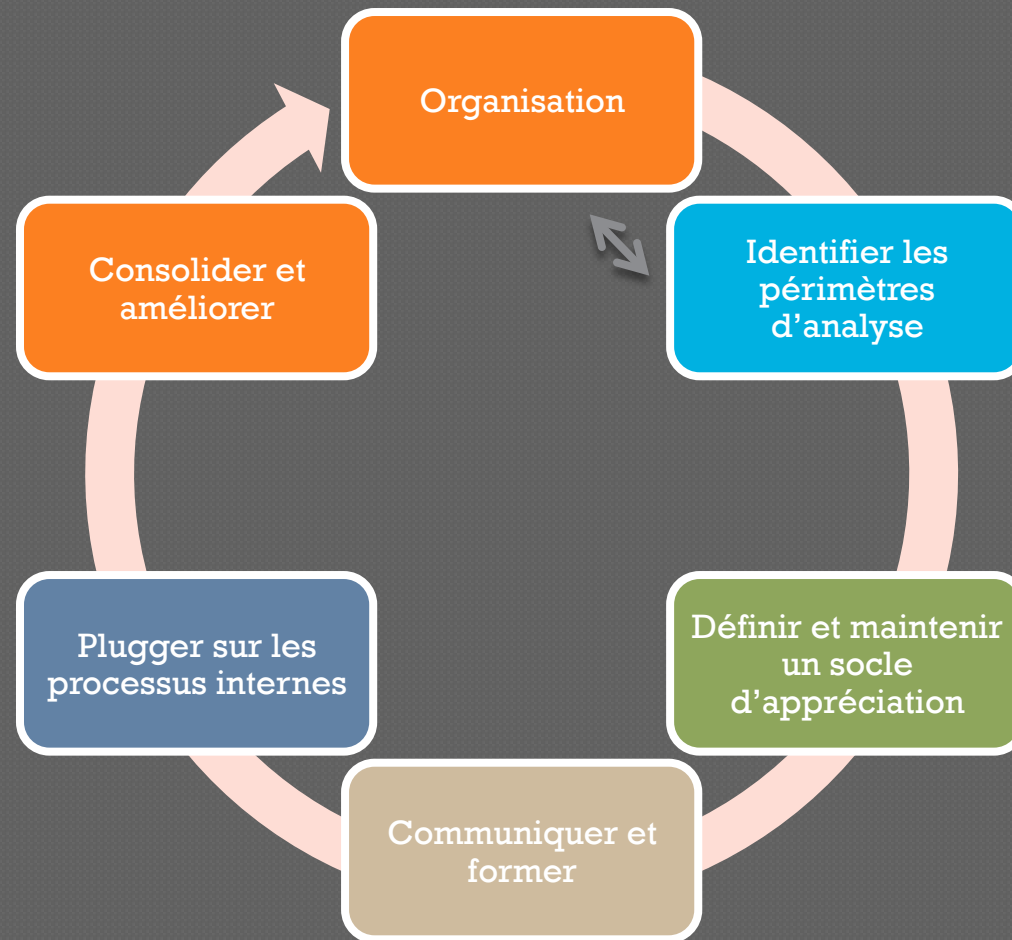 Organisation
Identifier les
périmètres
d’analyse
Définir et maintenir
un socle
d’appréciation
Communiquer et
former
Plugger sur les
processus internes
Consolider et
améliorer